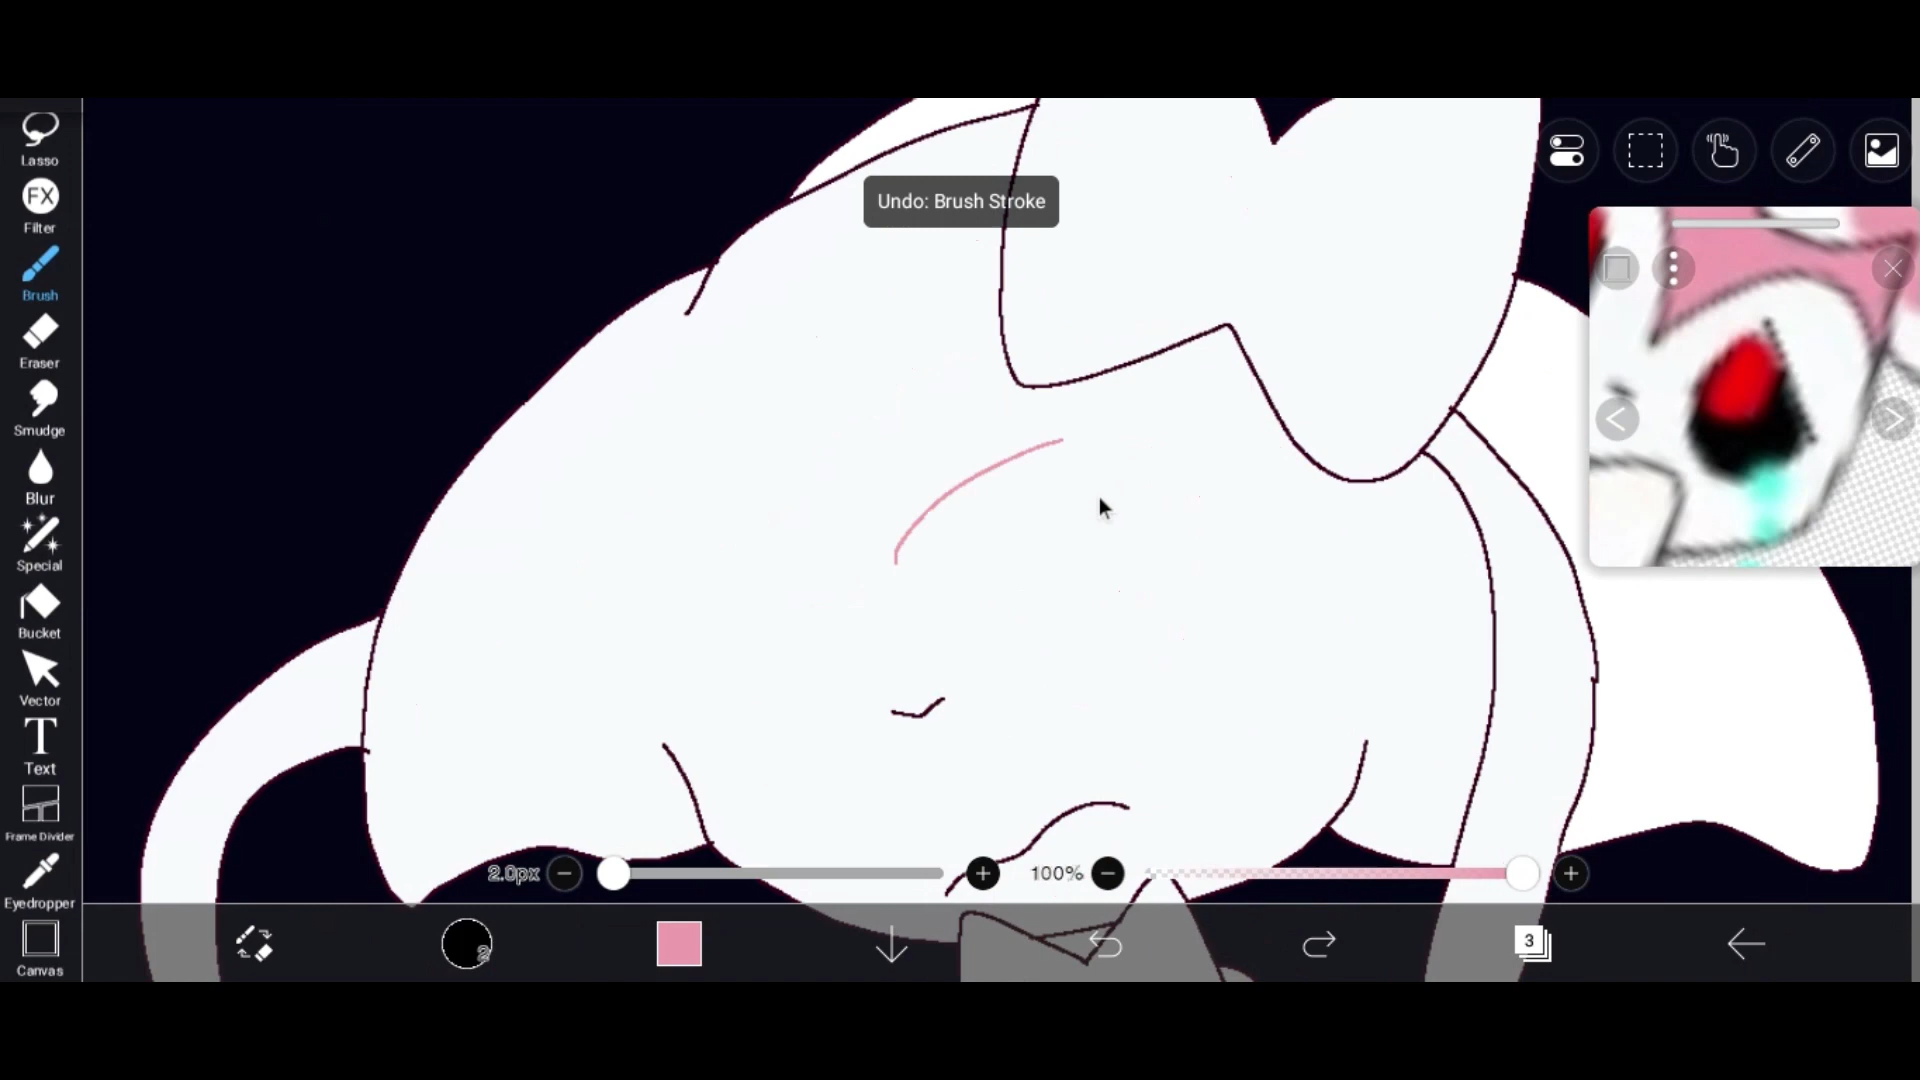 Lasso
FX
Filter
Brush
Eraser
Smudge
Blur
Special
Bucket
Vector
T
Text
Frame Divider
Eyedropper
Canvas
Undo: Brush Stroke
2.0px
100%
2
3